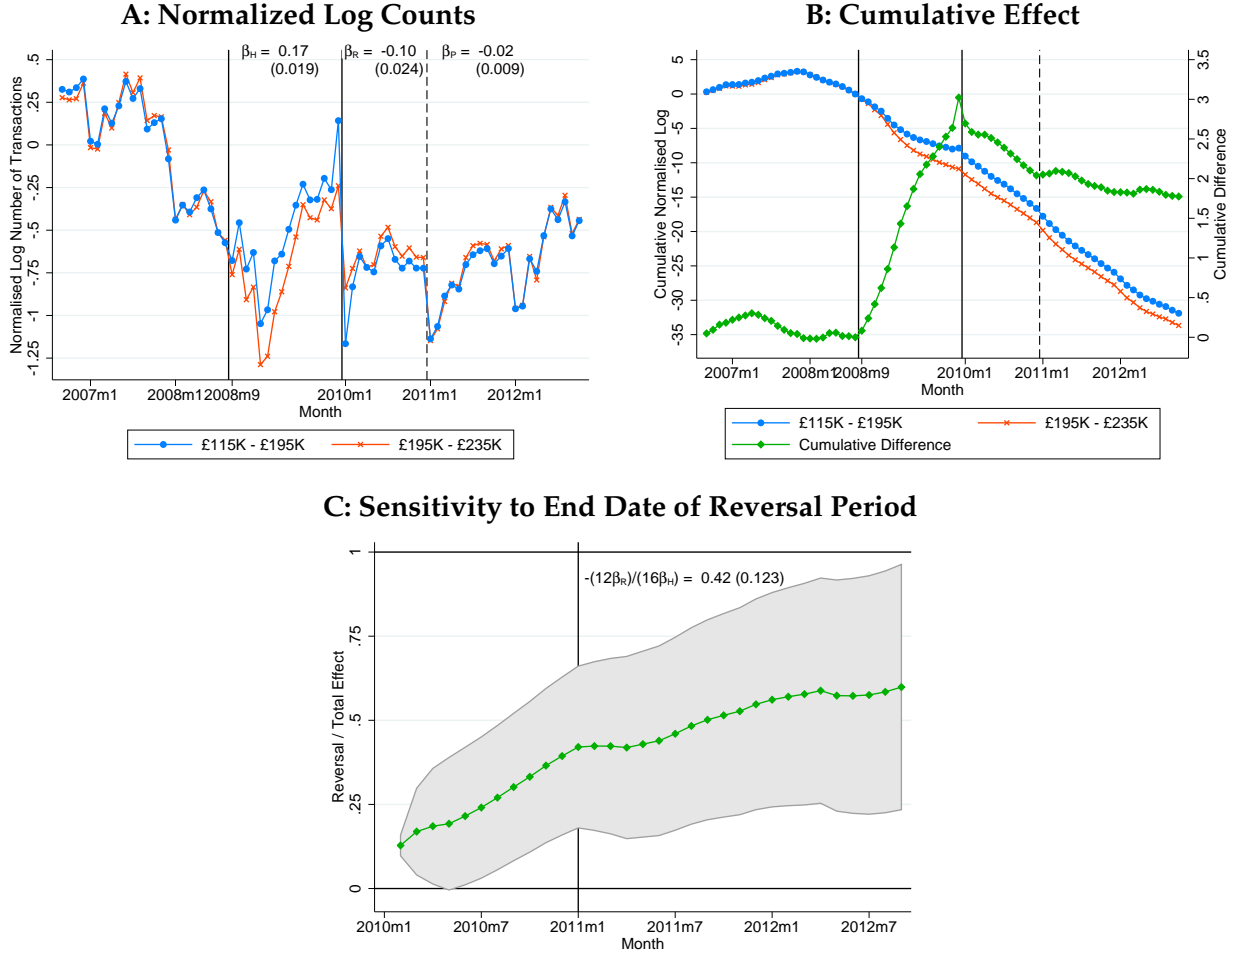 A: Normalized Log Counts
βH = 0.17
(0.019)
βR = -0.10
(0.024)
βP = -0.02
(0.009)
Normalised Log Number of Transactions
.5
.25
0
-.25
-.5
-.75
-1
-1.25
2007m1
2008m1
2008m9
2010m1
2011m1
2012m1
Month
£115K - £195K
£195K - £235K
B: Cumulative Effect
Cumulative Normalised Log
5
0
-5
-10
-15
-20
-25
-30
-35
3.5
3
2.5
2
1.5
1
.5
0
Cumulative Difference
2007m1
2008m1
2008m9
2010m1
2011m1
2012m1
Month
£115K - £195K
£195K - £235K
Cumulative Difference
C: Sensitivity to End Date of Reversal Period
-(12βR)/(16βH) = 0.42 (0.123)
Reversal / Total Effect
1
.75
.5
.25
0
2010m1
2010m7
2011m1
2011m7
2012m1
2012m7
Month